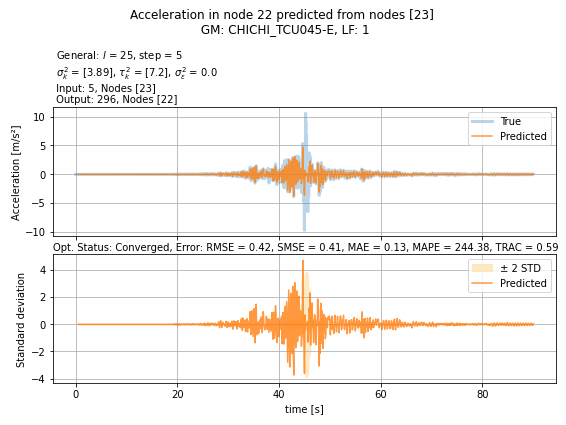 Acceleration in node 22 predicted from nodes [23]
GM: CHICHI_TCU045-E, LF: 1
General: l = 25, step = 5
σ²ₖ = [3.89], τ²ₖ = [7.2], σ²ε = 0.0
Input: 5, Nodes [23]
Output: 296, Nodes [22]
Acceleration [m/s²]
10
5
0
−5
−10
True
Predicted
Opt. Status: Converged, Error: RMSE = 0.42, SMSE = 0.41, MAE = 0.13, MAPE = 244.38, TRAC = 0.59
Standard deviation
4
2
0
−2
−4
± 2 STD
Predicted
0 20 40 60 80
time [s]